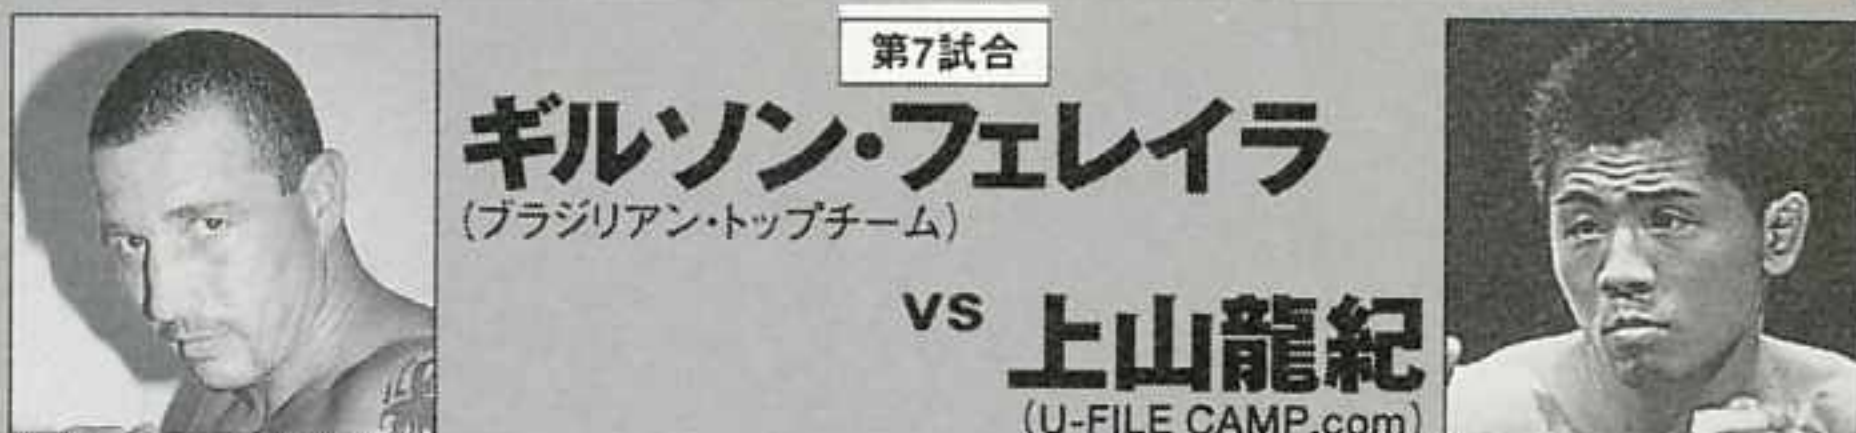 第7試合
ギルソン・フェレイラ
(ブラジリアン・トップチーム)
vs 上山龍紀
(U-FILE CAMP.com)